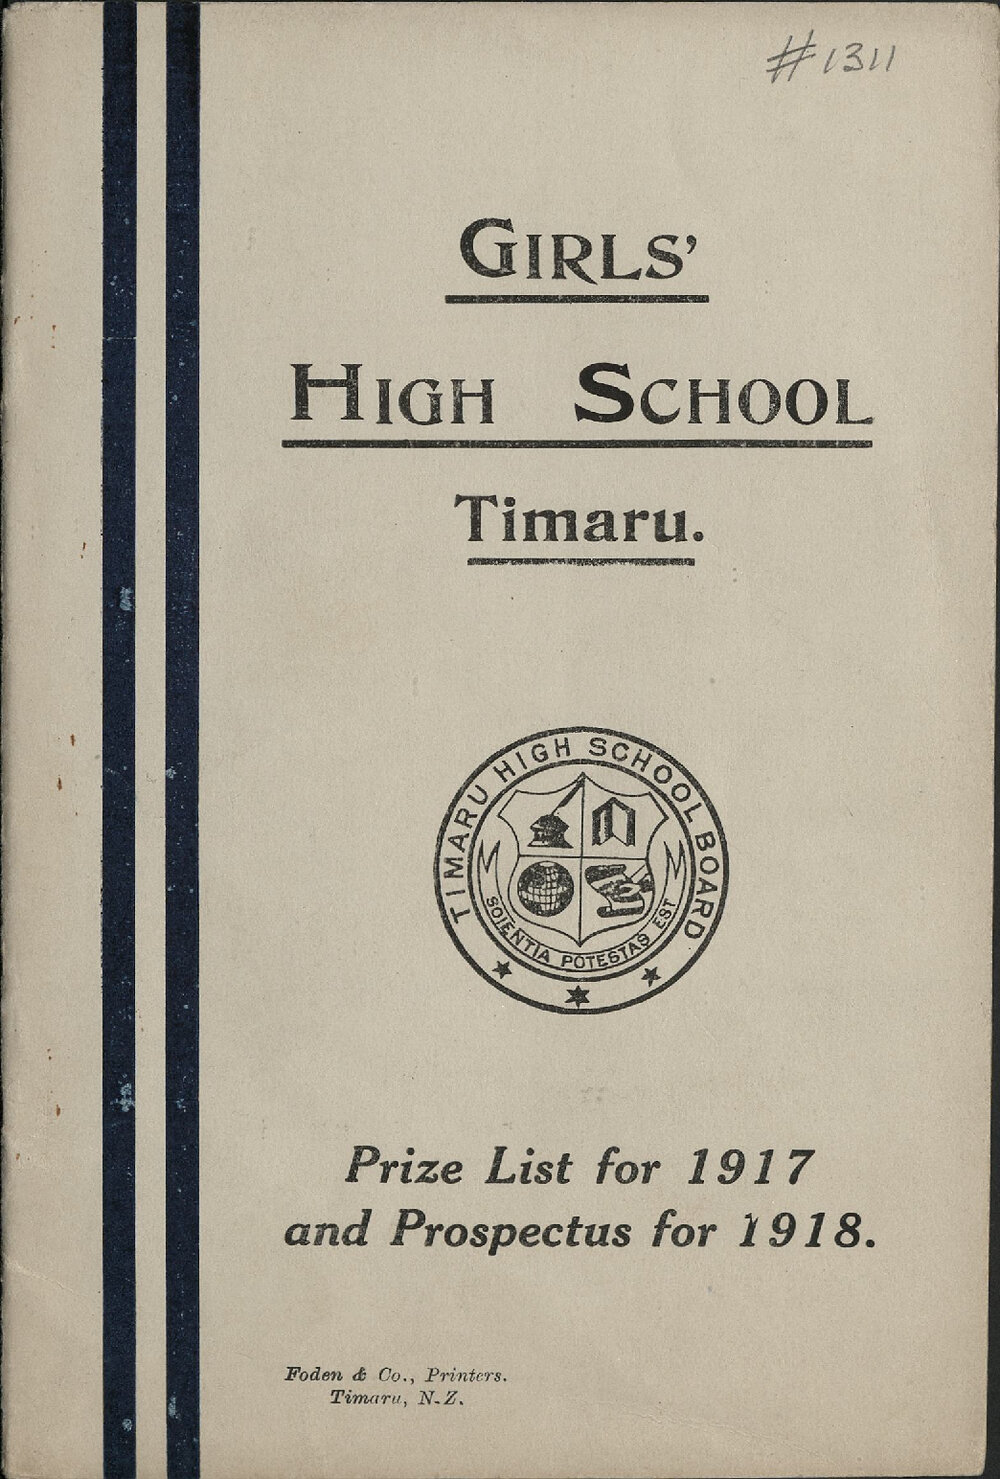 #1311
GIRLS'
HIGH SCHOOL
Timaru.
TIMARU HIGH SCHOOL BOARD
SCIENTIA POTESTAS EST
Prize List for 1917
and Prospectus for 1918.
Foden & Co., Printers.
Timaru, N.Z.